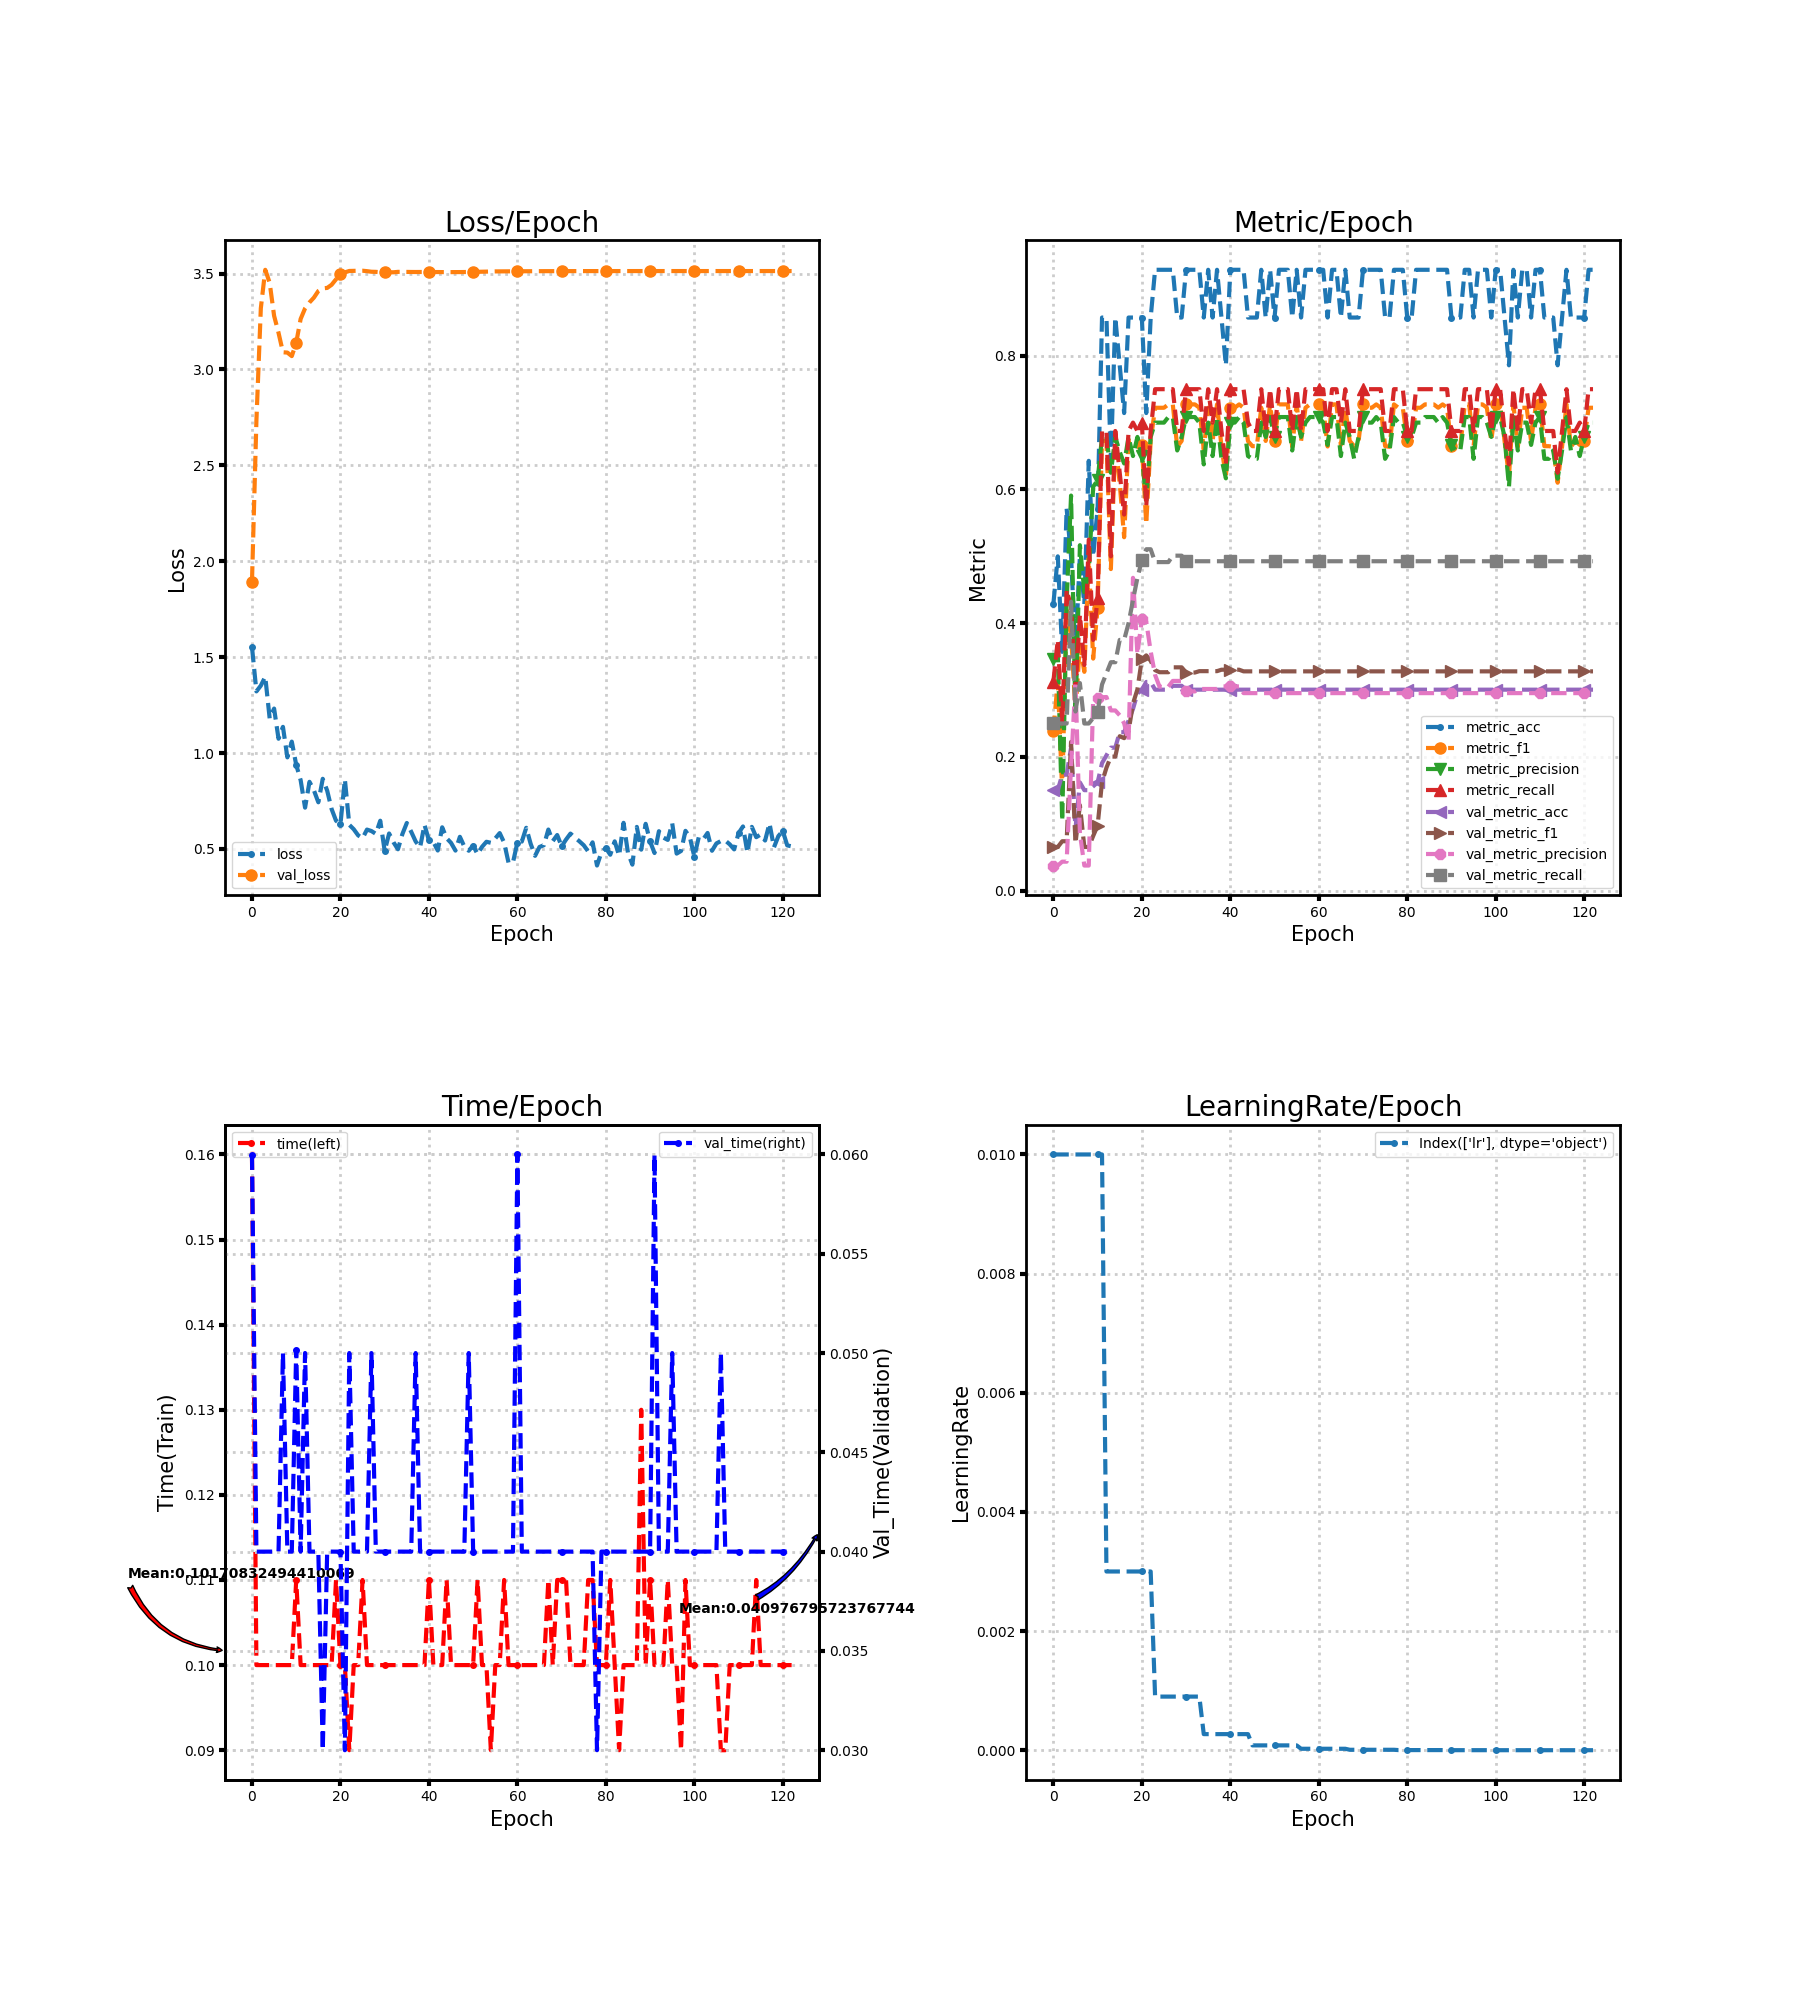 Loss/Epoch
3.5
3.0
2.5
2.0
1.5
1.0
0.5
Loss
loss
val_loss
0 20 40 60 80 100 120
Epoch
Metric/Epoch
0.8
0.6
0.4
0.2
0.0
Metric
metric_acc
metric_f1
metric_precision
metric_recall
val_metric_acc
val_metric_f1
val_metric_precision
val_metric_recall
0 20 40 60 80 100 120
Epoch
Time/Epoch
time(left)
val_time(right)
0.16
0.15
0.14
0.13
0.12
0.11
0.10
0.09
Time(Train)
Mean:0.10170832494410069
0.060
0.055
0.050
0.045
0.040
0.035
0.030
Val_Time(Validation)
Mean:0.040976795723767744
0 20 40 60 80 100 120
Epoch
LearningRate/Epoch
Index(['lr'], dtype='object')
0.010
0.008
0.006
0.004
0.002
0.000
LearningRate
0 20 40 60 80 100 120
Epoch